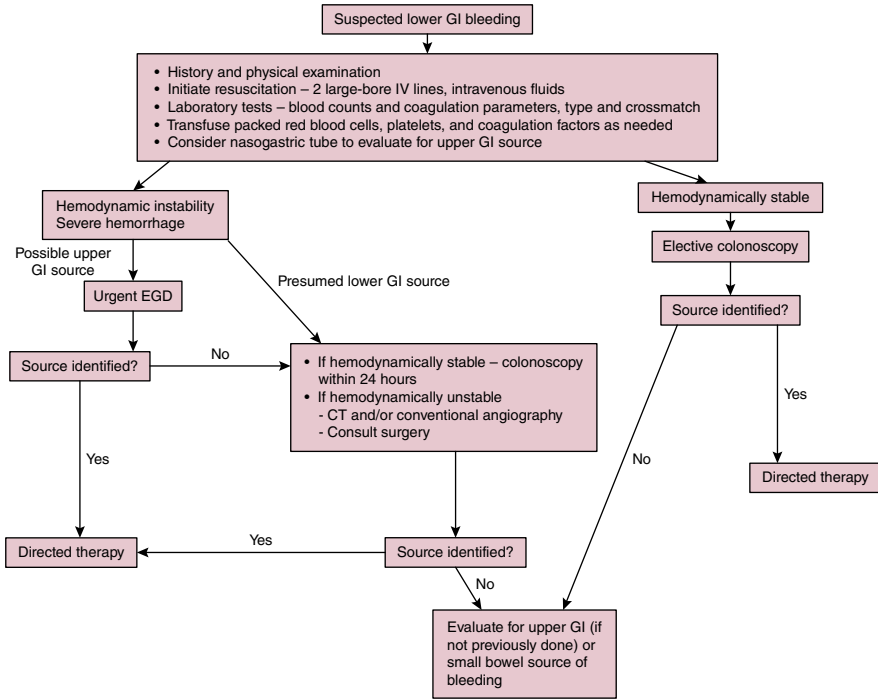 Suspected lower GI bleeding
• History and physical examination
• Initiate resuscitation – 2 large-bore IV lines, intravenous fluids
• Laboratory tests – blood counts and coagulation parameters, type and crossmatch
• Transfuse packed red blood cells, platelets, and coagulation factors as needed
• Consider nasogastric tube to evaluate for upper GI source
Hemodynamic instability
Severe hemorrhage
Hemodynamically stable
Possible upper
GI source
Elective colonoscopy
Presumed lower GI source
Urgent EGD
Source identified?
Source identified?
No
• If hemodynamically stable – colonoscopy
within 24 hours
• If hemodynamically unstable
- CT and/or conventional angiography
- Consult surgery
Yes
Yes
No
Directed therapy
Directed therapy
Yes
Source identified?
No
Evaluate for upper GI (if
not previously done) or
small bowel source of
bleeding